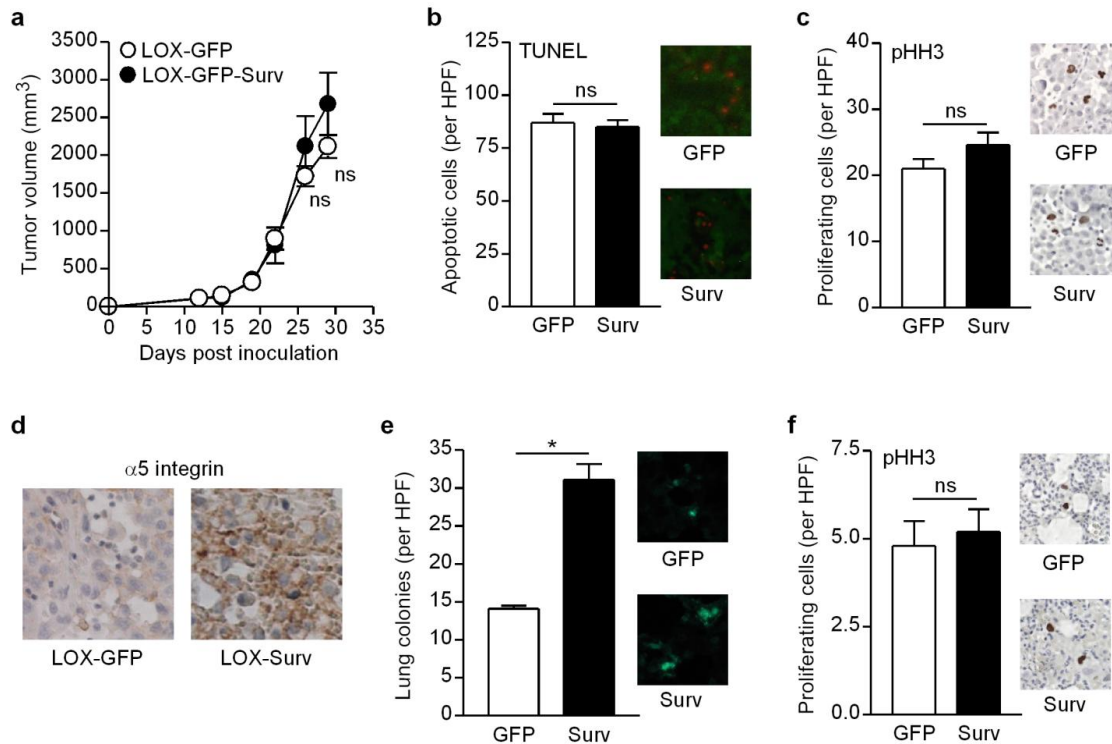 a
3500
3000
2500
2000
1500
1000
500
0
Tumor volume (mm3)
LOX-GFP
LOX-GFP-Surv
ns
ns
0 5 10 15 20 25 30 35
Days post inoculation
b
125
100
75
50
25
0
Apoptotic cells (per HPF)
TUNEL
ns
GFP Surv
GFP
Surv
c
40
30
20
10
0
Proliferating cells (per HPF)
pHH3
ns
GFP Surv
GFP
Surv
d
α5 integrin
LOX-GFP LOX-Surv
e
35
30
25
20
15
10
5
0
Lung colonies (per HPF)
*
GFP Surv
GFP
Surv
f
7.5
5.0
2.5
0.0
Proliferating cells (per HPF)
pHH3
ns
GFP Surv
GFP
Surv